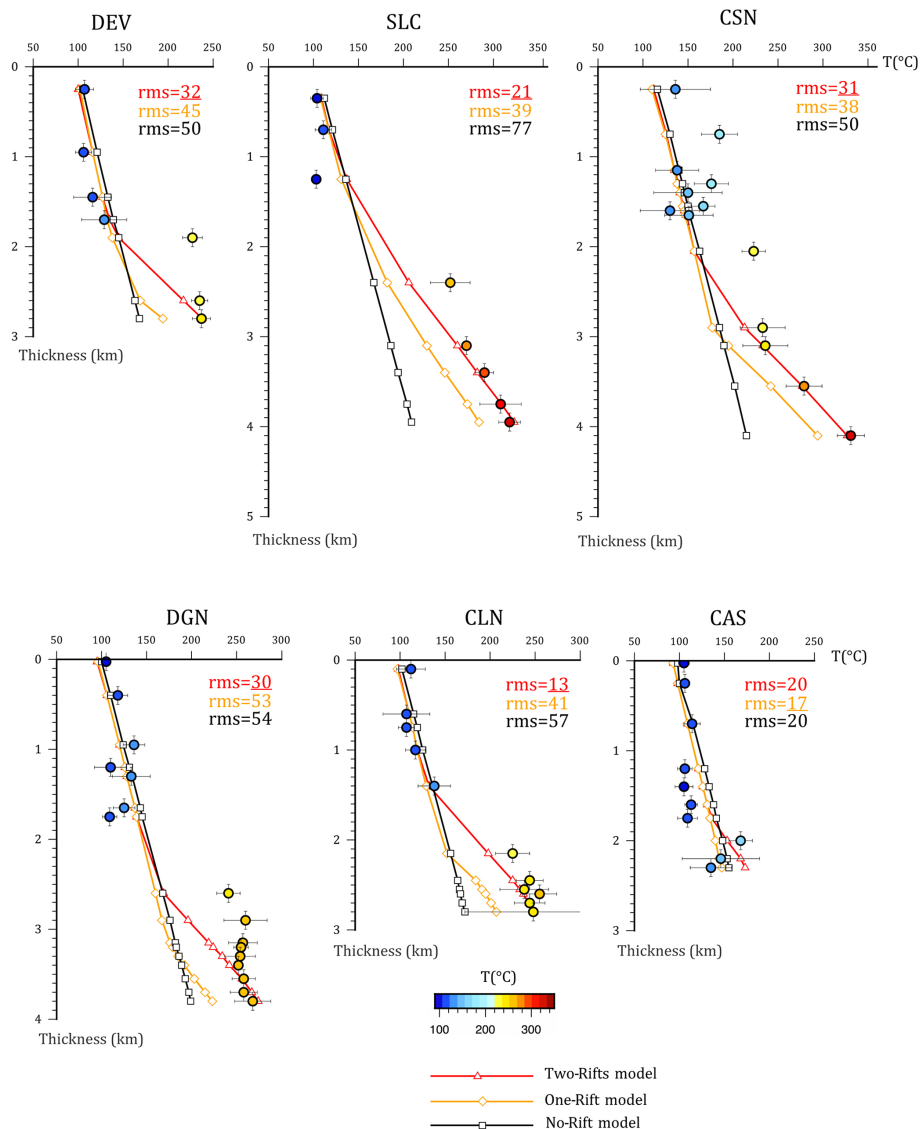 DEV
50 100 150 200 250
0
1
2
3
rms=32
rms=45
rms=50
Thickness (km)
SLC
50 100 150 200 250 300 350
0
1
2
3
4
5
rms=21
rms=39
rms=77
Thickness (km)
CSN
50 100 150 200 250 300 350
T(°C)
0
1
2
3
4
5
rms=31
rms=38
rms=50
Thickness (km)
DGN
50 100 150 200 250 300
0
1
2
3
4
rms=30
rms=53
rms=54
Thickness (km)
CLN
50 100 150 200 250 300
0
1
2
3
rms=13
rms=41
rms=57
Thickness (km)
CAS
50 100 150 200 250
T(°C)
0
1
2
3
rms=20
rms=17
rms=20
Thickness (km)
T(°C)
100 200 300
Two-Rifts model
One-Rift model
No-Rift model